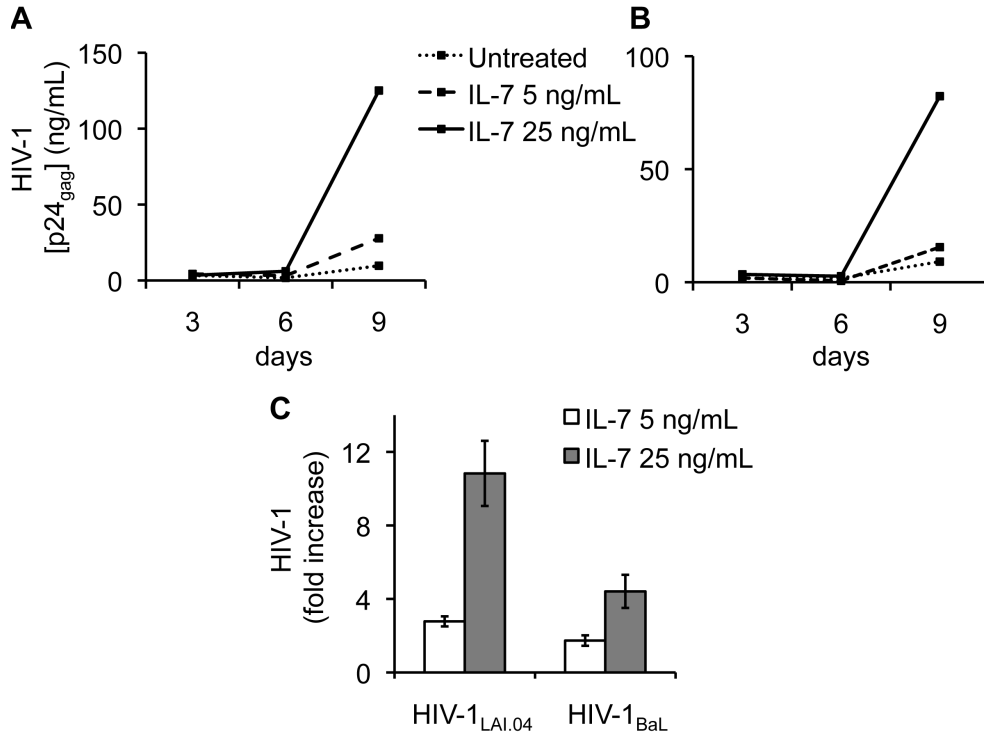 A
HIV-1
[p24gag] (ng/mL)
150
100
50
0
3 6 9
days
Untreated
IL-7 5 ng/mL
IL-7 25 ng/mL
B
100
50
0
3 6 9
days
C
HIV-1
(fold increase)
12
8
4
0
IL-7 5 ng/mL
IL-7 25 ng/mL
HIV-1LAI.04 HIV-1BaL